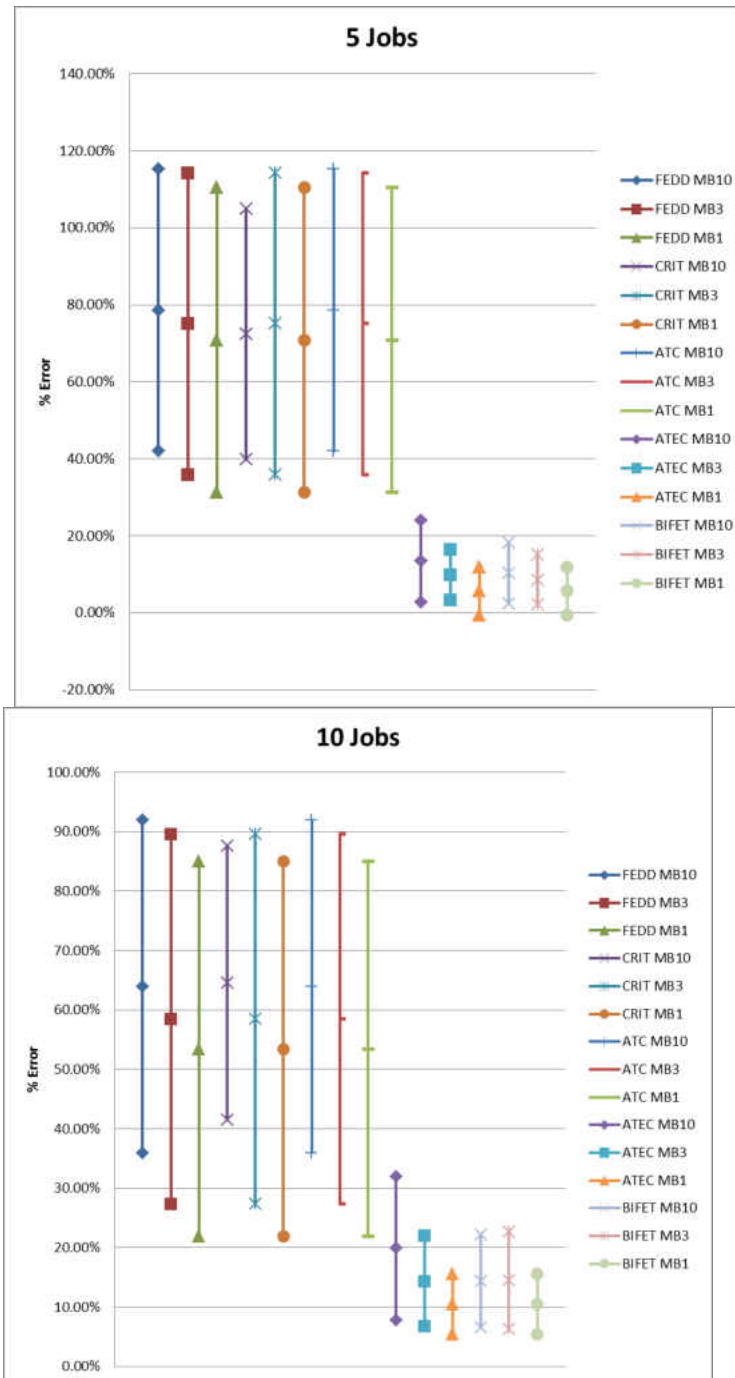 5 Jobs
140.00%
120.00%
100.00%
80.00%
60.00%
40.00%
20.00%
0.00%
-20.00%
% Error
FEDD MB10
FEDD MB3
FEDD MB1
CRIT MB10
CRIT MB3
CRIT MB1
ATC MB10
ATC MB3
ATC MB1
ATEC MB10
ATEC MB3
ATEC MB1
BIFET MB10
BIFET MB3
BIFET MB1
10 Jobs
100.00%
90.00%
80.00%
70.00%
60.00%
50.00%
40.00%
30.00%
20.00%
10.00%
0.00%
% Error
FEDD MB10
FEDD MB3
FEDD MB1
CRIT MB10
CRIT MB3
CRIT MB1
ATC MB10
ATC MB3
ATC MB1
ATEC MB10
ATEC MB3
ATEC MB1
BIFET MB10
BIFET MB3
BIFET MB1